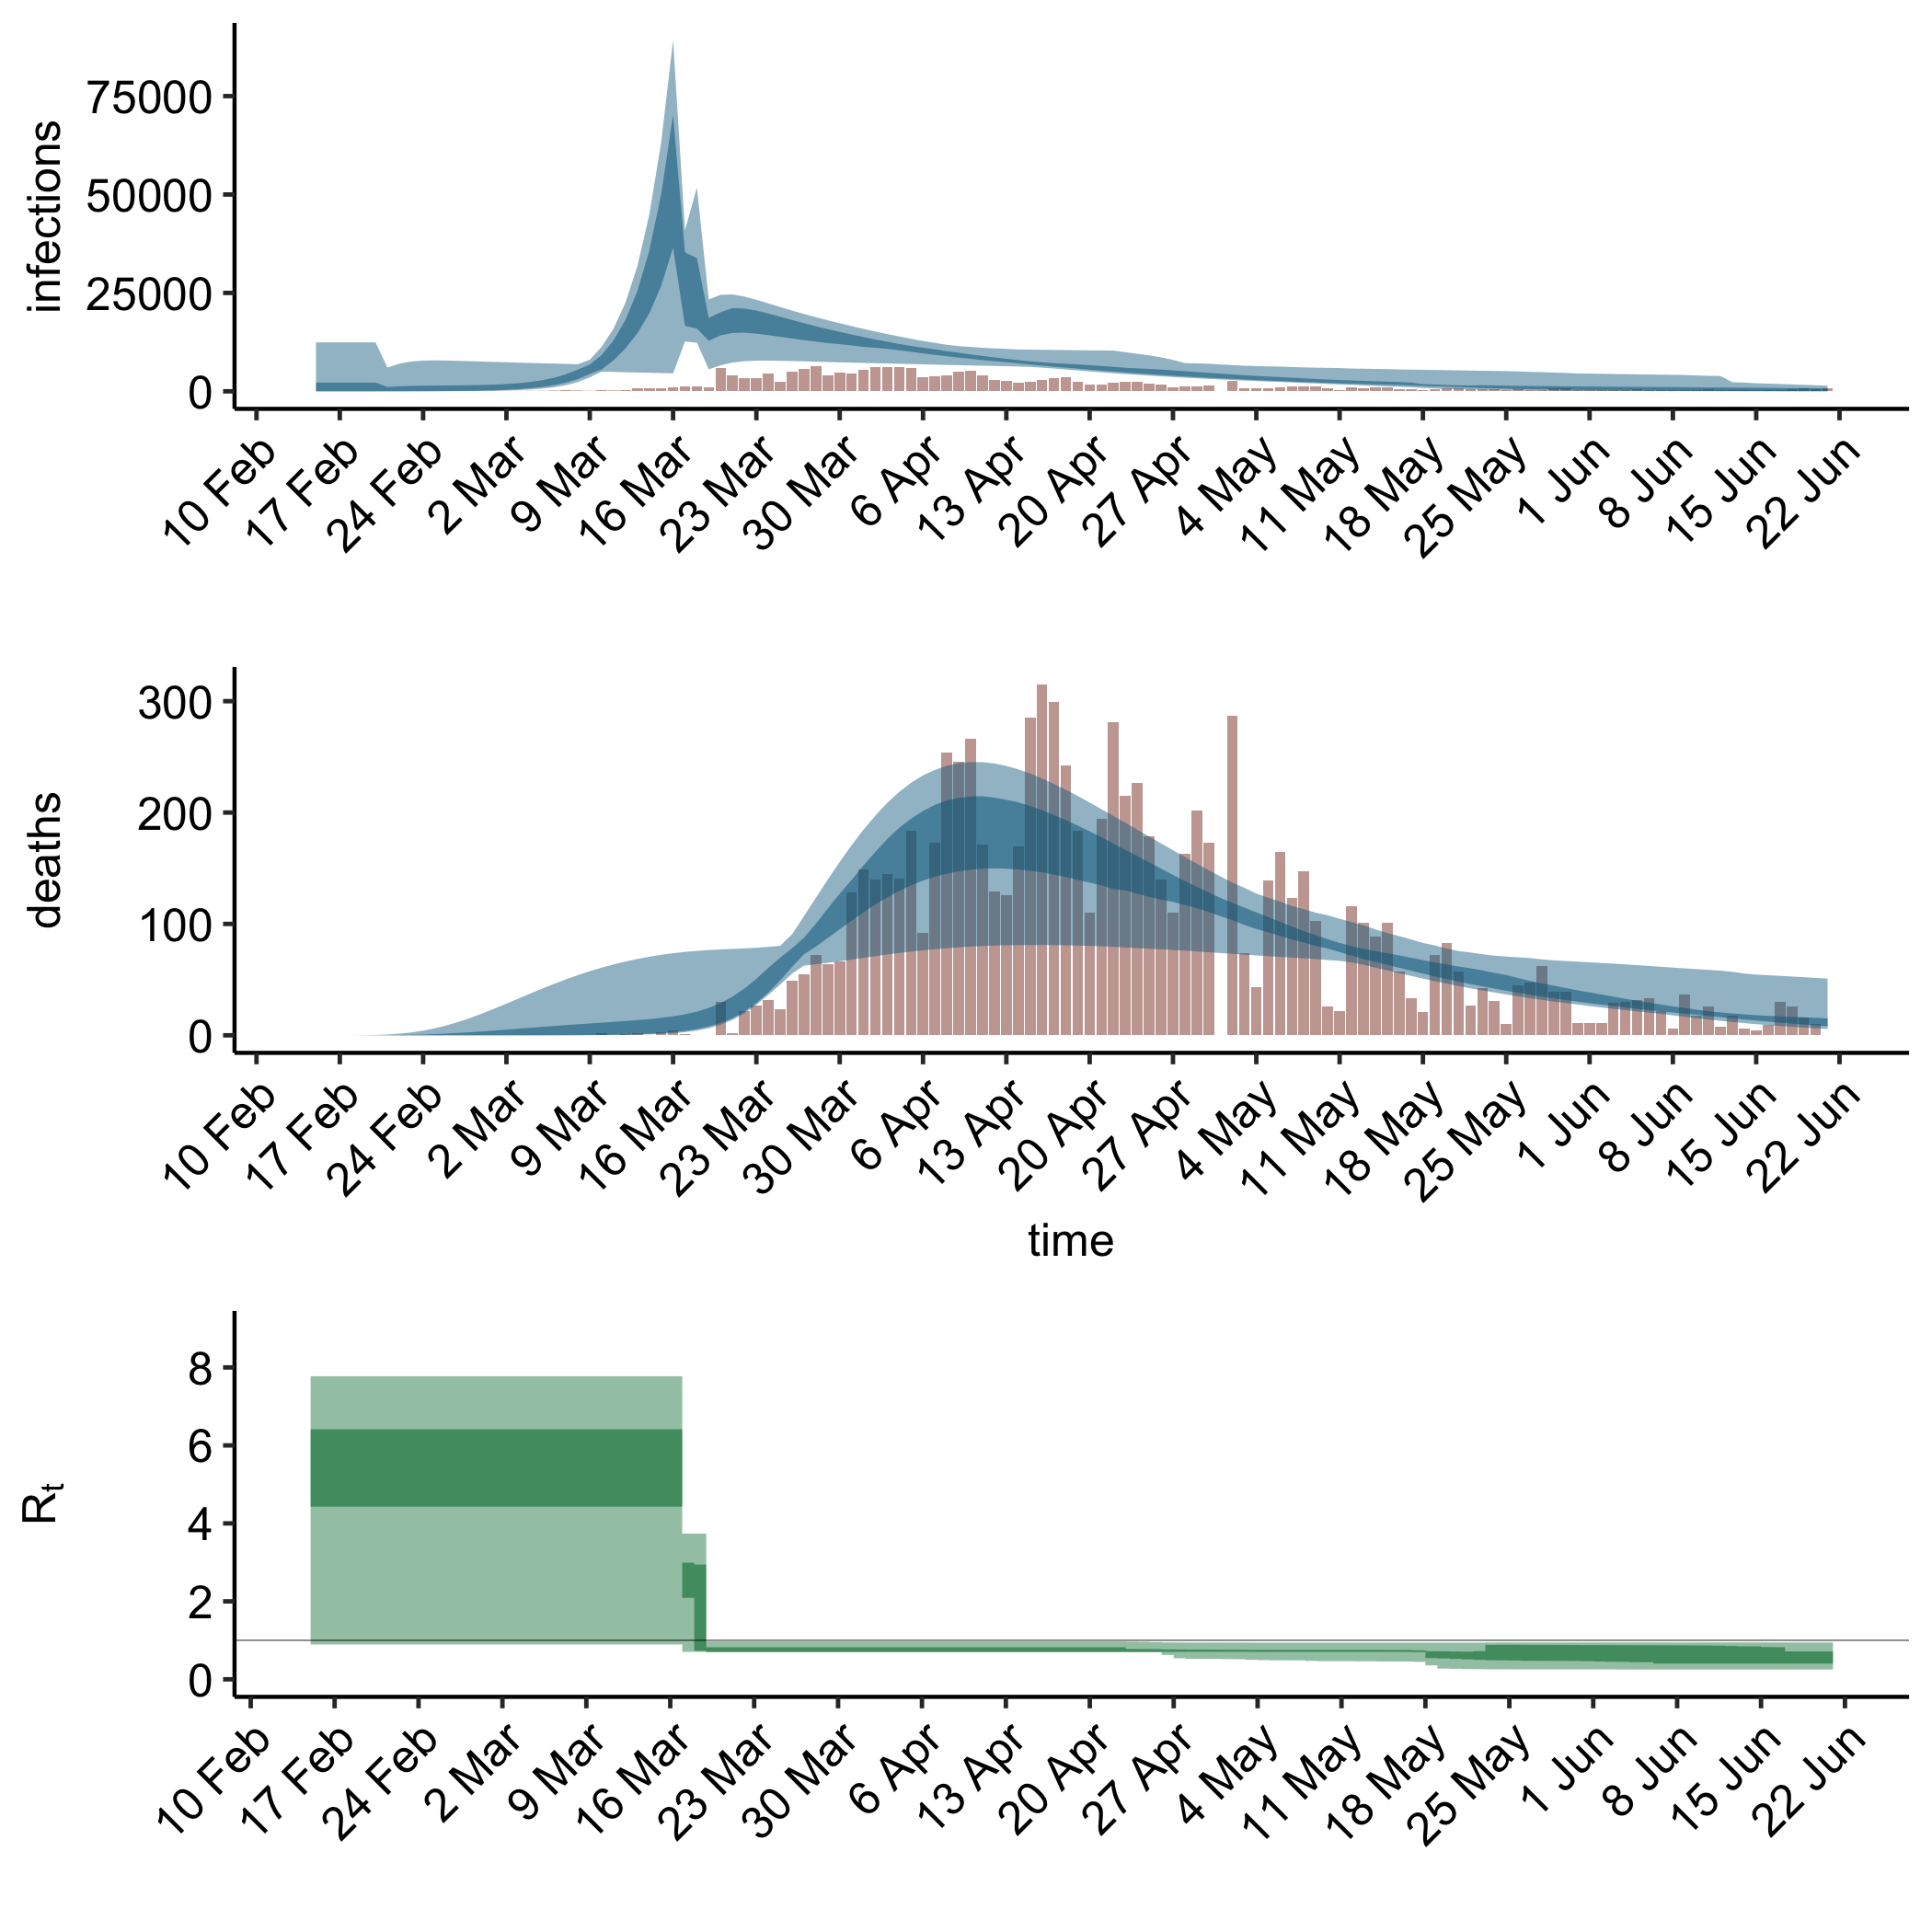 infections
75000
50000
25000
0
10 Feb
17 Feb
24 Feb
2 Mar
9 Mar
16 Mar
23 Mar
30 Mar
6 Apr
13 Apr
20 Apr
27 Apr
4 May
11 May
18 May
25 May
1 Jun
8 Jun
15 Jun
22 Jun
deaths
300
200
100
0
10 Feb
17 Feb
24 Feb
2 Mar
9 Mar
16 Mar
23 Mar
30 Mar
6 Apr
13 Apr
20 Apr
27 Apr
4 May
11 May
18 May
25 May
1 Jun
8 Jun
15 Jun
22 Jun
time
Rt
8
6
4
2
0
10 Feb
17 Feb
24 Feb
2 Mar
9 Mar
16 Mar
23 Mar
30 Mar
6 Apr
13 Apr
20 Apr
27 Apr
4 May
11 May
18 May
25 May
1 Jun
8 Jun
15 Jun
22 Jun